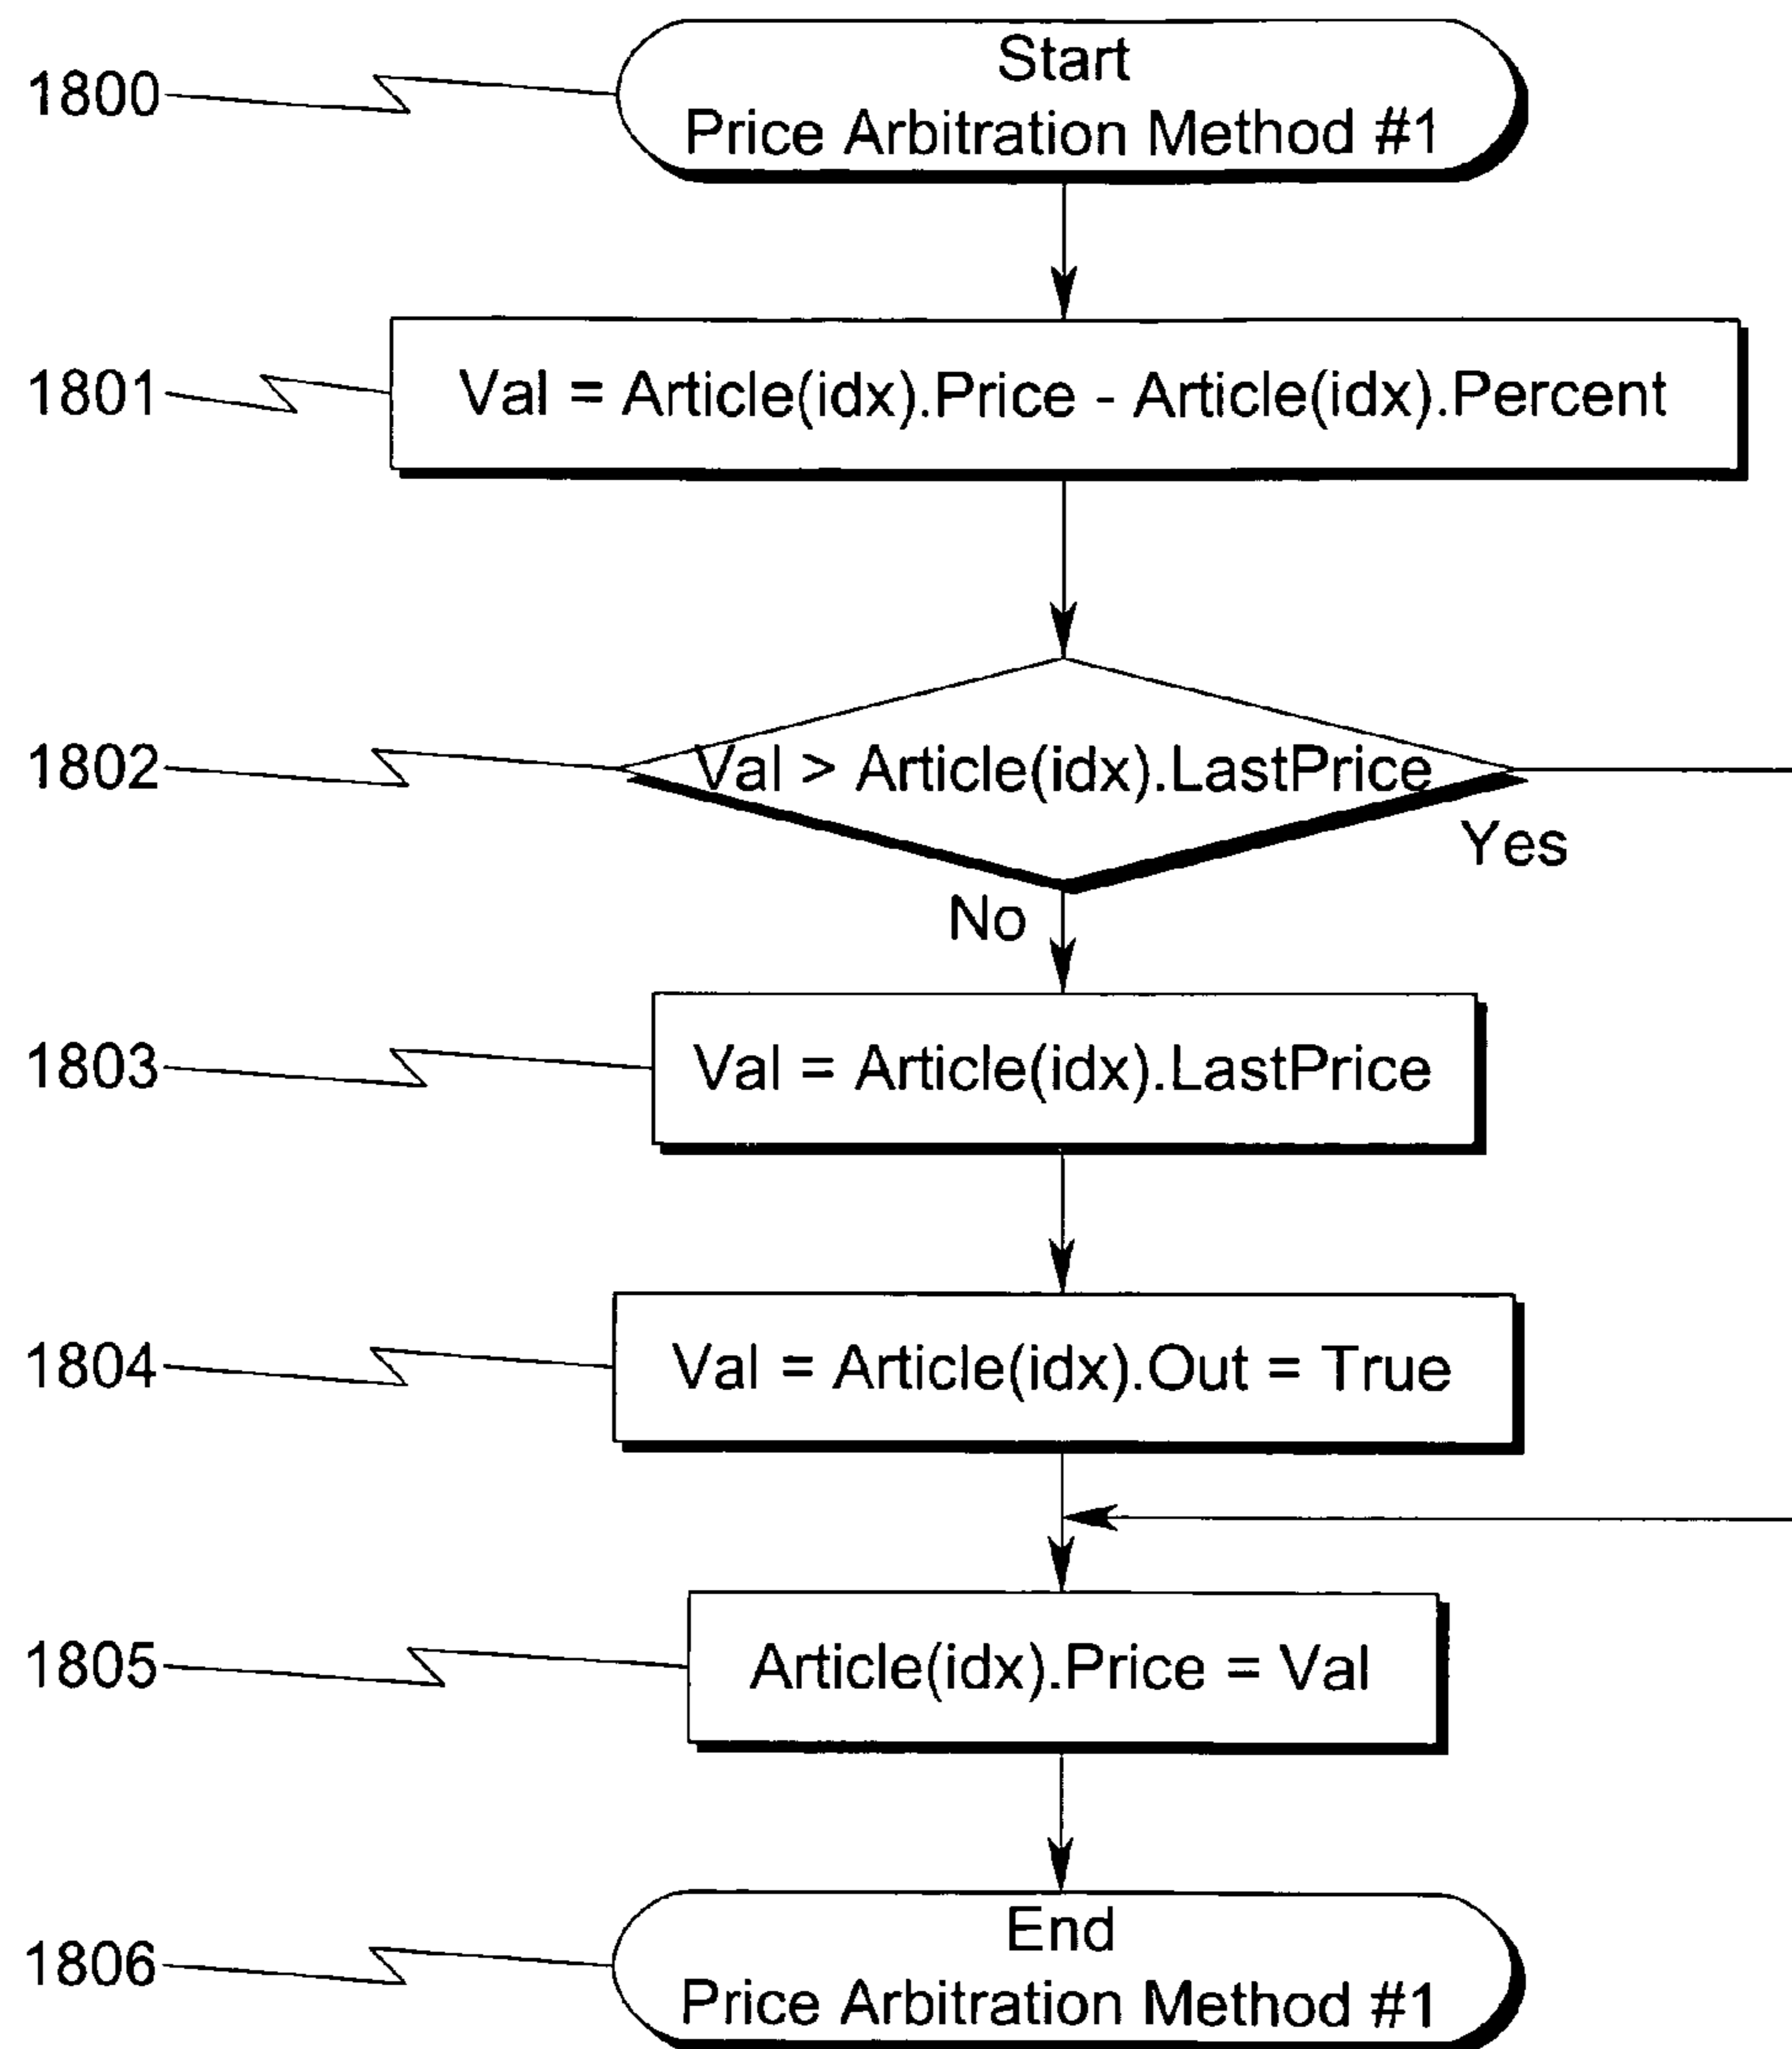 1800
Start
Price Arbitration Method #1
1801
Val = Article(idx).Price - Article(idx).Percent
1802
Val > Article(idx).LastPrice
Yes
No
1803
Val = Article(idx).LastPrice
1804
Val = Article(idx).Out = True
1805
Article(idx).Price = Val
1806
End
Price Arbitration Method #1